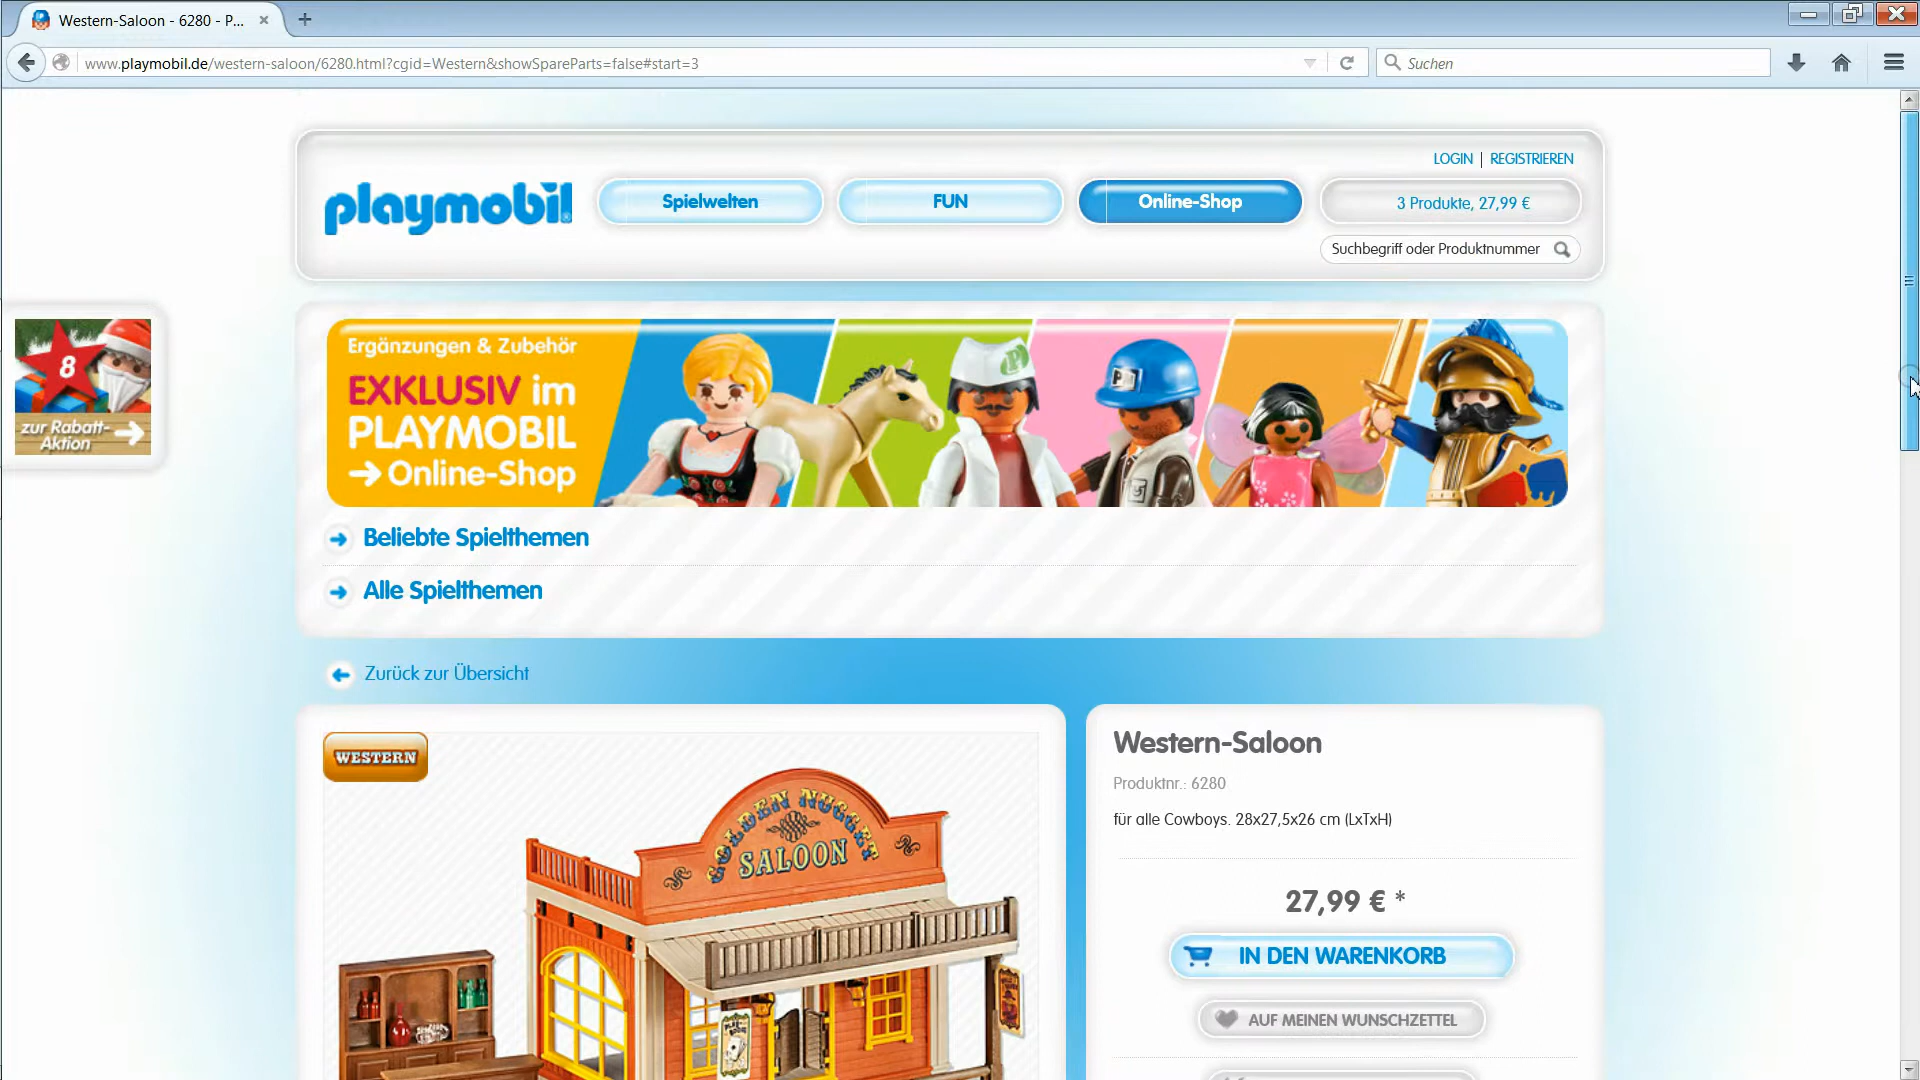 Western-Saloon - 6280 - P...
www.playmobil.de/western-saloon/6280.html?cgid=Western&showSpareParts=false#start=3
Suchen
LOGIN | REGISTRIEREN
playmobil
Spielwelten
FUN
Online-Shop
3 Produkte, 27,99 €
Suchbegriff oder Produktnummer
8
zur Rabatt-
Aktion
Ergänzungen & Zubehör
EXKLUSIV im
PLAYMOBIL
Online-Shop
P
P
Beliebte Spielthemen
Alle Spielthemen
Zurück zur Übersicht
WESTERN
GOLDEN NUGGET
SALOON
Western-Saloon
Produktnr.: 6280
für alle Cowboys. 28x27,5x26 cm (LxTxH)
27,99 € *
IN DEN WARENKORB
AUF MEINEN WUNSCHZETTEL